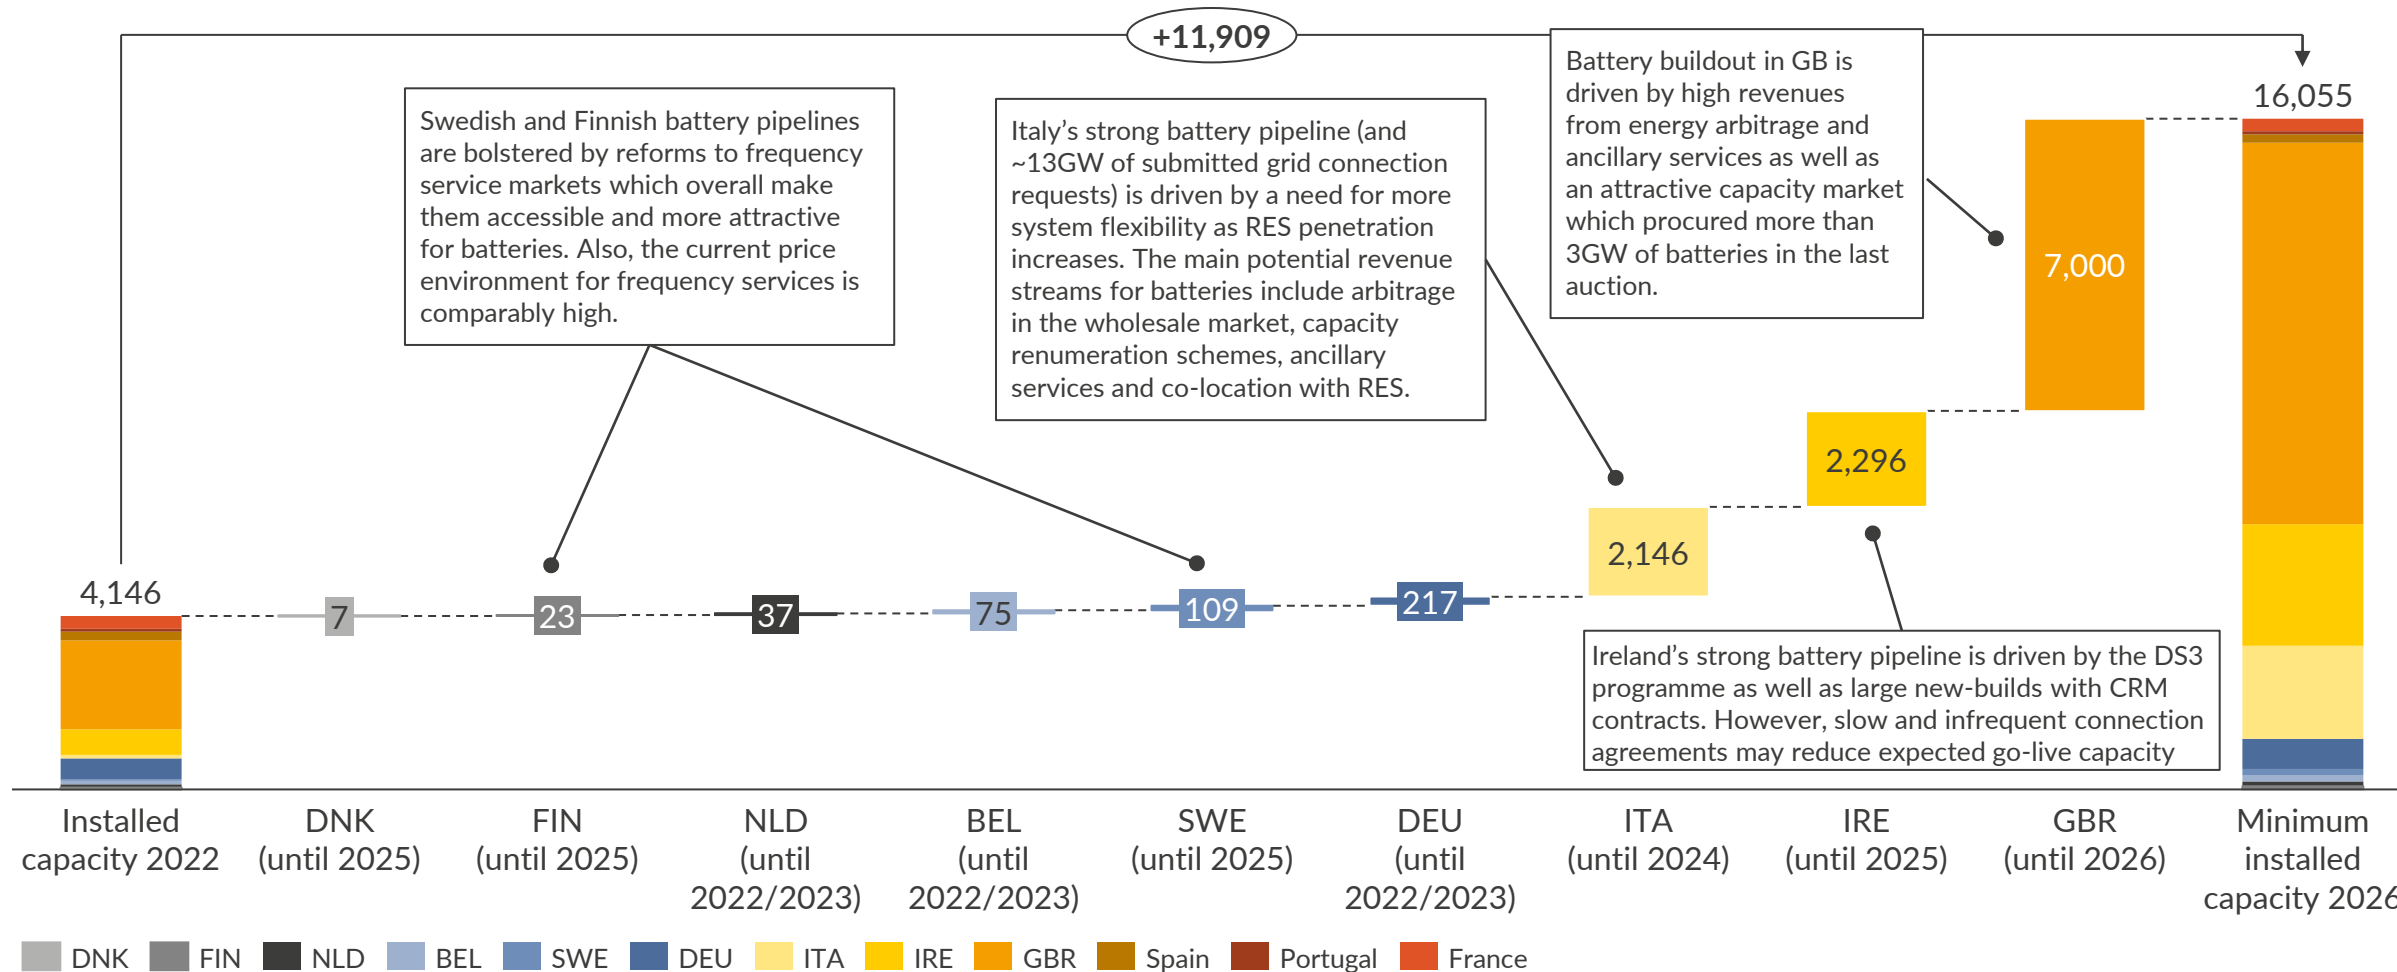 +11,909
Swedish and Finnish battery pipelines
are bolstered by reforms to frequency
service markets which overall make
them accessible and more attractive
for batteries. Also, the current price
environment for frequency services is
comparably high.
Italy's strong battery pipeline (and
~13GW of submitted grid connection
requests) is driven by a need for more
system flexibility as RES penetration
increases. The main potential revenue
streams for batteries include arbitrage
in the wholesale market, capacity
renumeration schemes, ancillary
services and co-location with RES.
Battery buildout in GB is
driven by high revenues
from energy arbitrage and
ancillary services as well as
an attractive capacity market
which procured more than
3GW of batteries in the last
auction.
16,055
7,000
2,296
2,146
4,146
7
23
37
75
109
217
Ireland's strong battery pipeline is driven by the DS3
programme as well as large new-builds with CRM
contracts. However, slow and infrequent connection
agreements may reduce expected go-live capacity
Installed
capacity 2022
DNK
(until 2025)
FIN
(until 2025)
NLD
(until
2022/2023)
BEL
(until
2022/2023)
SWE
(until 2025)
DEU
(until
2022/2023)
ITA
(until 2024)
IRE
(until 2025)
GBR
(until 2026)
Minimum
installed
capacity 2026
DNK
FIN
NLD
BEL
SWE
DEU
ITA
IRE
GBR
Spain
Portugal
France